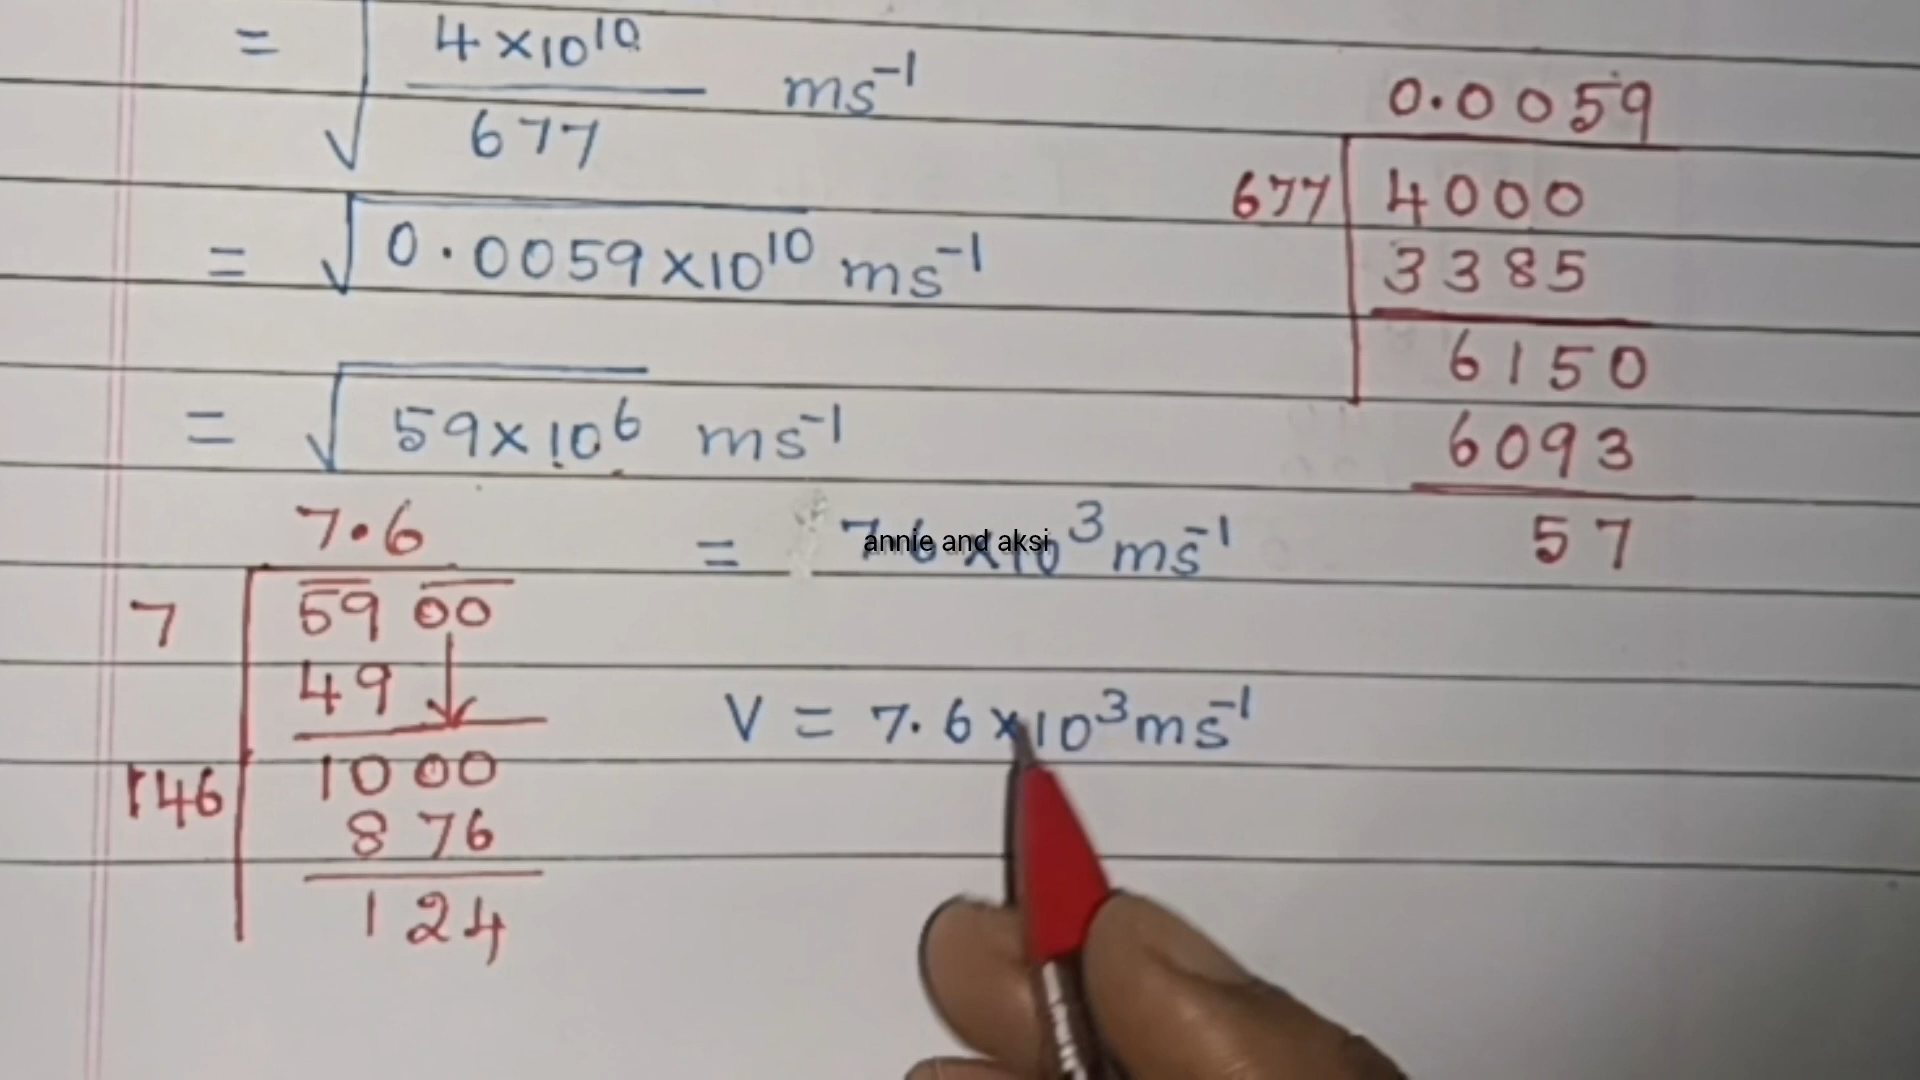 = √ 4 × 10¹⁰ / 677 ms⁻¹
= √ 0.0059 × 10¹⁰ ms⁻¹
= √ 59 × 10⁶ ms⁻¹
= 7.6 × 10³ ms⁻¹
annie and aksi
V = 7.6 × 10³ ms⁻¹
0.0059
677 4000
3385
6150
6093
57
7.6
7 59 00
49
146 1000
876
124